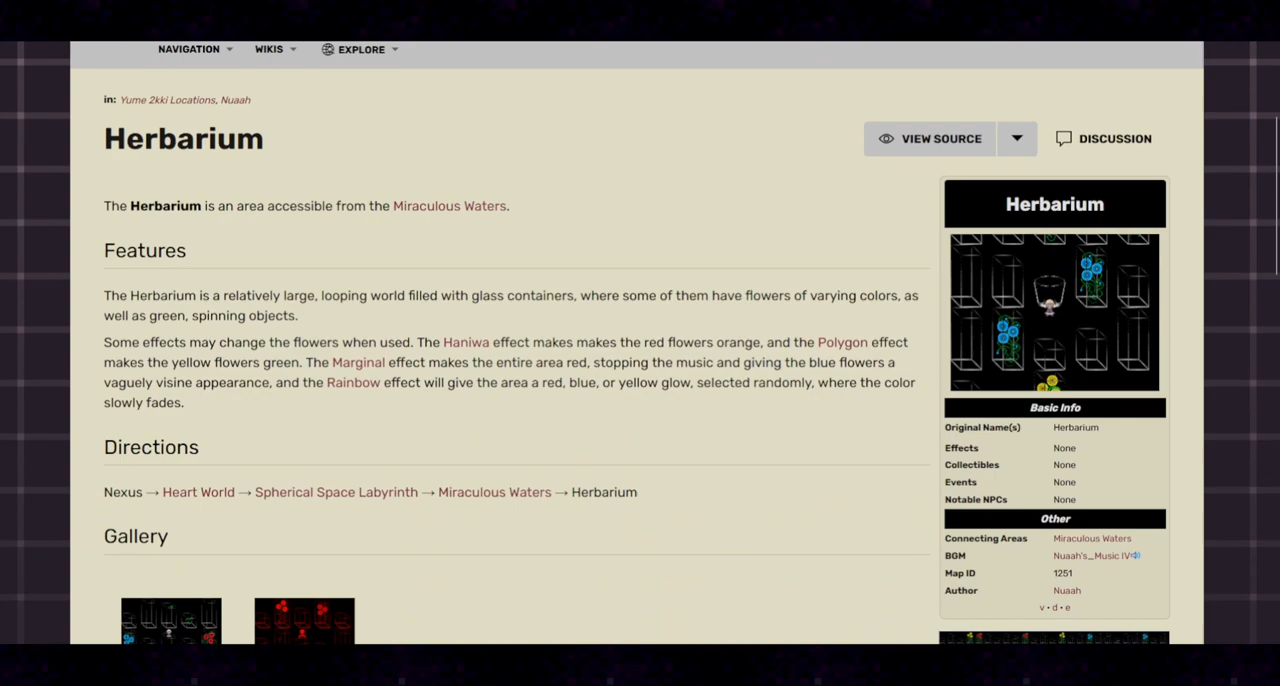 NAVIGATION WIKIS EXPLORE
in: Yume 2kki Locations, Nuaah
Herbarium
VIEW SOURCE
DISCUSSION
The Herbarium is an area accessible from the Miraculous Waters.
Features
The Herbarium is a relatively large, looping world filled with glass containers, where some of them have flowers of varying colors, as
well as green, spinning objects.
Some effects may change the flowers when used. The Haniwa effect makes makes the red flowers orange, and the Polygon effect
makes the yellow flowers green. The Marginal effect makes the entire area red, stopping the music and giving the blue flowers a
vaguely visine appearance, and the Rainbow effect will give the area a red, blue, or yellow glow, selected randomly, where the color
slowly fades.
Directions
Nexus → Heart World → Spherical Space Labyrinth → Miraculous Waters → Herbarium
Gallery
Herbarium
Basic Info
Original Name(s) Herbarium
Effects None
Collectibles None
Events None
Notable NPCs None
Other
Connecting Areas Miraculous Waters
BGM Nuaah's_Music IV
Map ID 1251
Author Nuaah
v • d • e